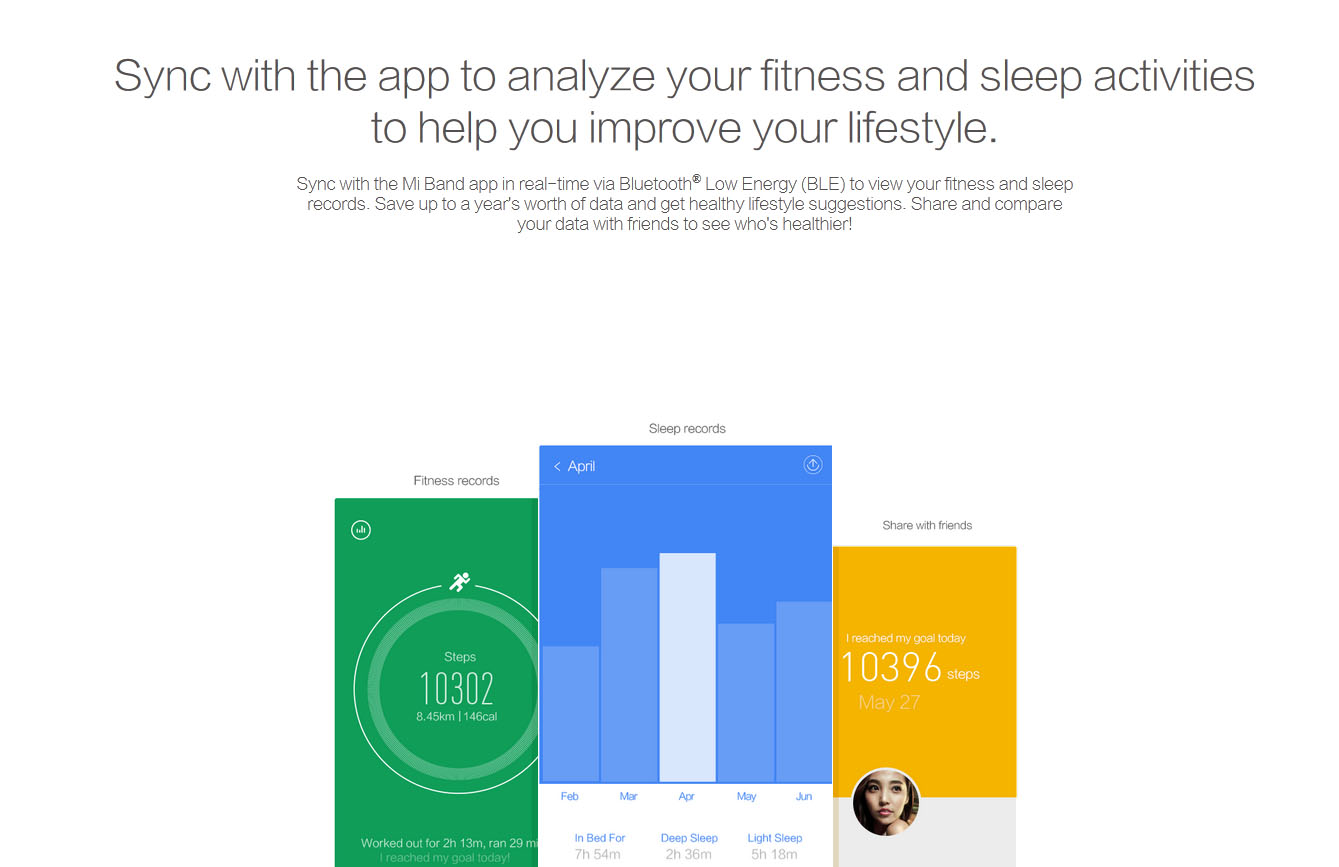 Sync with the app to analyze your fitness and sleep activities
to help you improve your lifestyle.
Sync with the Mi Band app in real-time via Bluetooth® Low Energy (BLE) to view your fitness and sleep
records. Save up to a year's worth of data and get healthy lifestyle suggestions. Share and compare
your data with friends to see who's healthier!
Fitness records
Steps
10302
8.45km | 146cal
Worked out for 2h 13m, ran 29 mi
I reached my goal today!
Sleep records
< April
Feb Mar Apr May Jun
In Bed For Deep Sleep Light Sleep
7h 54m 2h 36m 5h 18m
Share with friends
I reached my goal today
10396 steps
May 27